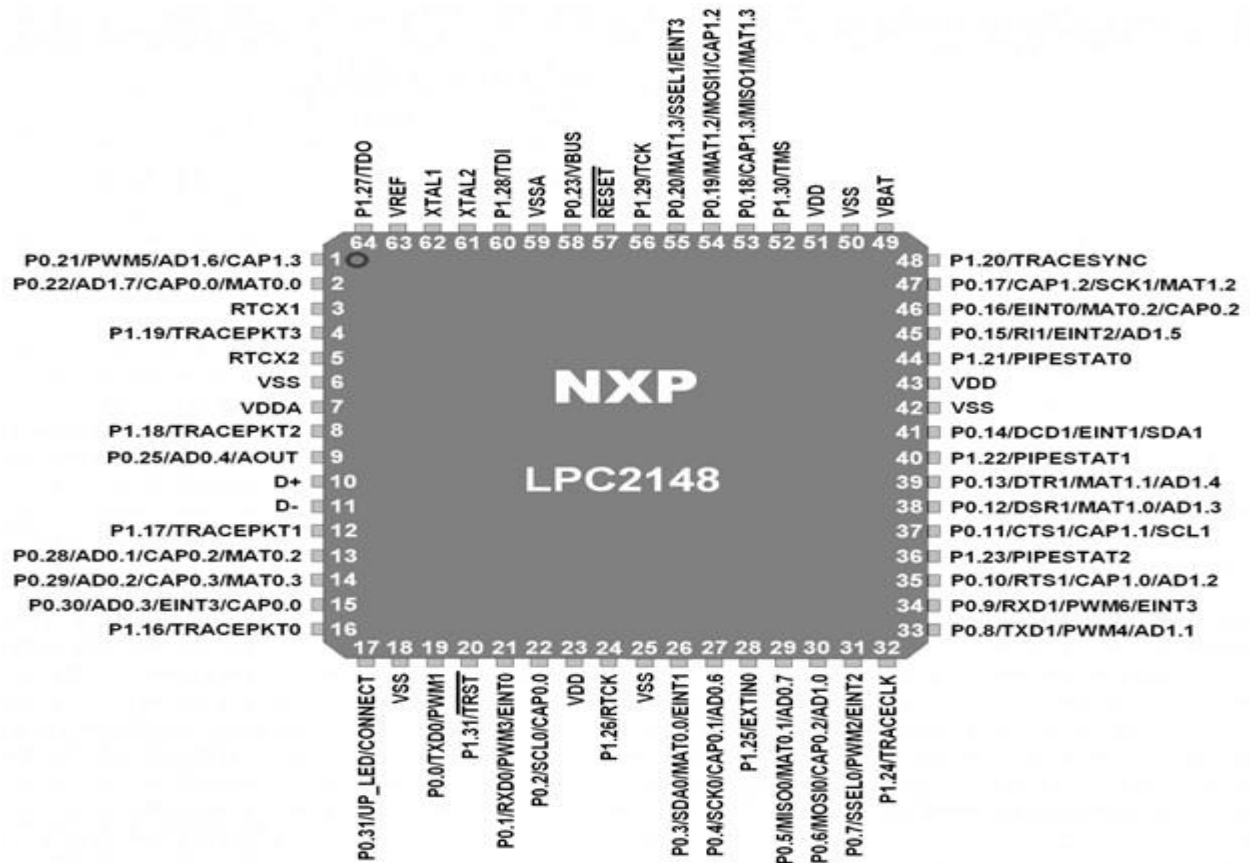 P1.27/TDO
VREF
XTAL1
XTAL2
P1.28/TDI
VSSA
P0.23/VBUS
RESET
P1.29/TCK
P0.20/MAT1.3/SSEL1/EINT3
P0.19/MAT1.2/MOSI1/CAP1.2
P0.18/CAP1.3/MISO1/MAT1.3
P1.30/TMS
VDD
VSS
VBAT
64 63 62 61 60 59 58 57 56 55 54 53 52 51 50 49
P0.21/PWM5/AD1.6/CAP1.3 1
P0.22/AD1.7/CAP0.0/MAT0.0 2
RTCX1 3
P1.19/TRACEPKT3 4
RTCX2 5
VSS 6
VDDA 7
P1.18/TRACEPKT2 8
P0.25/AD0.4/AOUT 9
D+ 10
D- 11
P1.17/TRACEPKT1 12
P0.28/AD0.1/CAP0.2/MAT0.2 13
P0.29/AD0.2/CAP0.3/MAT0.3 14
P0.30/AD0.3/EINT3/CAP0.0 15
P1.16/TRACEPKT0 16
NXP
LPC2148
48 P1.20/TRACESYNC
47 P0.17/CAP1.2/SCK1/MAT1.2
46 P0.16/EINT0/MAT0.2/CAP0.2
45 P0.15/RI1/EINT2/AD1.5
44 P1.21/PIPESTAT0
43 VDD
42 VSS
41 P0.14/DCD1/EINT1/SDA1
40 P1.22/PIPESTAT1
39 P0.13/DTR1/MAT1.1/AD1.4
38 P0.12/DSR1/MAT1.0/AD1.3
37 P0.11/CTS1/CAP1.1/SCL1
36 P1.23/PIPESTAT2
35 P0.10/RTS1/CAP1.0/AD1.2
34 P0.9/RXD1/PWM6/EINT3
33 P0.8/TXD1/PWM4/AD1.1
17 18 19 20 21 22 23 24 25 26 27 28 29 30 31 32
P0.31/UP_LED/CONNECT
VSS
P0.0/TXD0/PWM1
P1.31/TRST
P0.1/RXD0/PWM3/EINT0
P0.2/SCL0/CAP0.0
VDD
P1.26/RTCK
VSS
P0.3/SDA0/MAT0.0/EINT1
P0.4/SCK0/CAP0.1/AD0.6
P1.25/EXTIN0
P0.5/MISO0/MAT0.1/AD0.7
P0.6/MOSI0/CAP0.2/AD1.0
P0.7/SSEL0/PWM2/EINT2
P1.24/TRACECLK